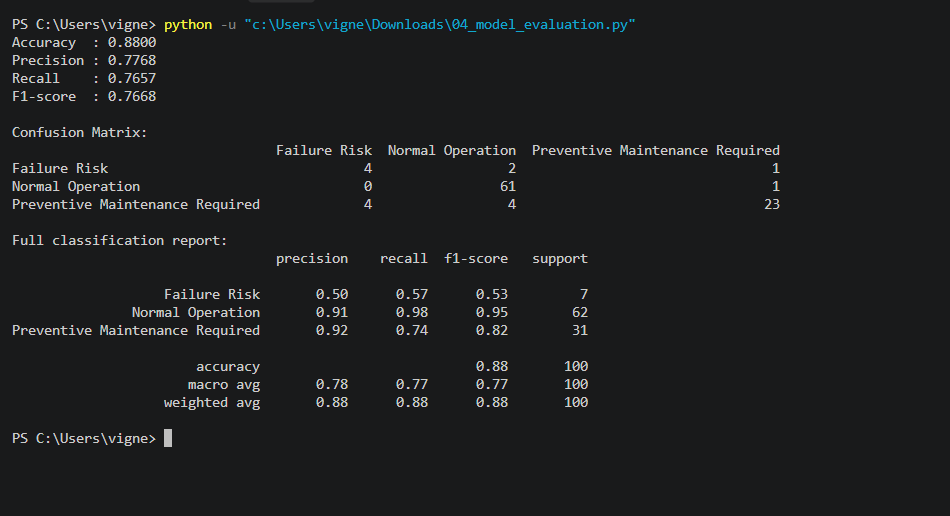 PS C:\Users\vigne> python -u "c:\Users\vigne\Downloads\04_model_evaluation.py"
Accuracy  : 0.8800
Precision : 0.7768
Recall    : 0.7657
F1-score  : 0.7668

Confusion Matrix:
                                 Failure Risk  Normal Operation  Preventive Maintenance Required
Failure Risk                                4                 2                                1
Normal Operation                            0                61                                1
Preventive Maintenance Required             4                 4                               23

Full classification report:
                                 precision    recall  f1-score   support

                   Failure Risk       0.50      0.57      0.53         7
               Normal Operation       0.91      0.98      0.95        62
Preventive Maintenance Required       0.92      0.74      0.82        31

                       accuracy                           0.88       100
                      macro avg       0.78      0.77      0.77       100
                   weighted avg       0.88      0.88      0.88       100

PS C:\Users\vigne>